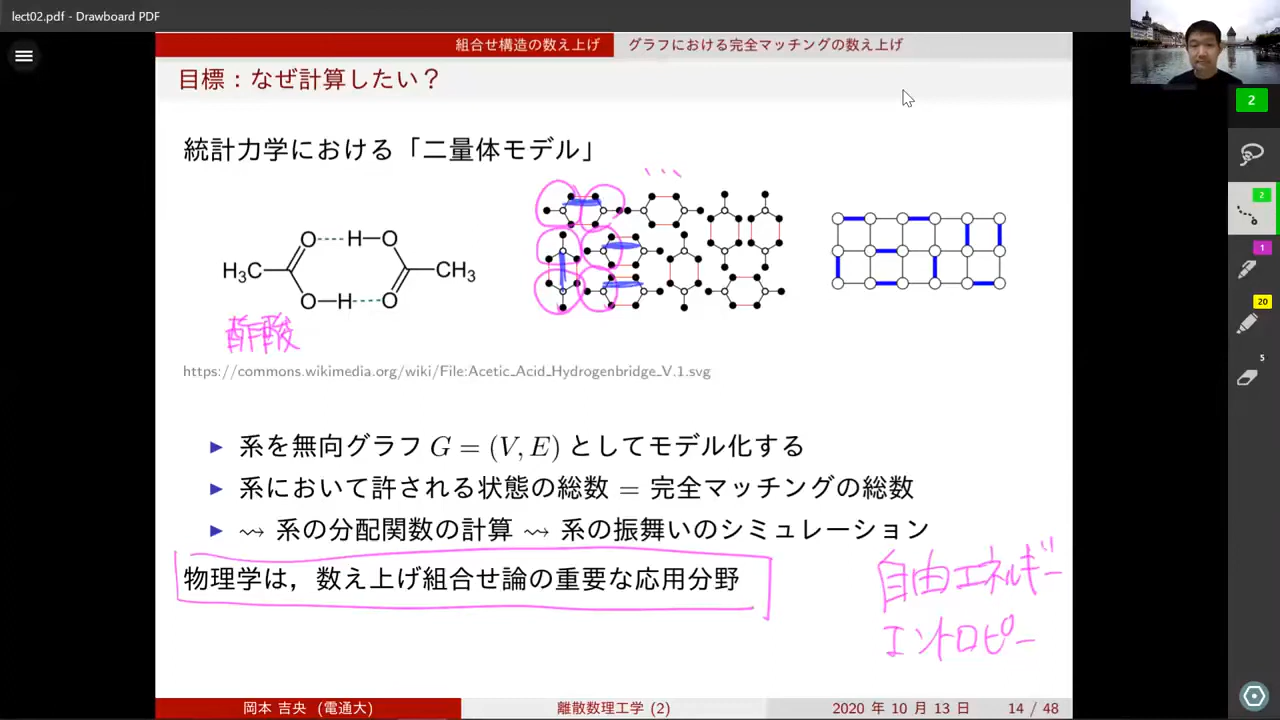 lect02.pdf - Drawboard PDF
組合せ構造の数え上げ
グラフにおける完全マッチングの数え上げ
目標：なぜ計算したい？
統計力学における「二量体モデル」
O H O
H₃C CH₃
O H O
酢酸
https://commons.wikimedia.org/wiki/File:Acetic_Acid_Hydrogenbridge_V.1.svg
▶ 系を無向グラフ G = (V, E) としてモデル化する
▶ 系において許される状態の総数 = 完全マッチングの総数
▶ ⇝ 系の分配関数の計算 ⇝ 系の振舞いのシミュレーション
物理学は，数え上げ組合せ論の重要な応用分野
自由エネルギー
エントロピー
岡本 吉央 (電通大)
離散数理工学 (2)
2020 年 10 月 13 日
14 / 48
2
2
1
20
5